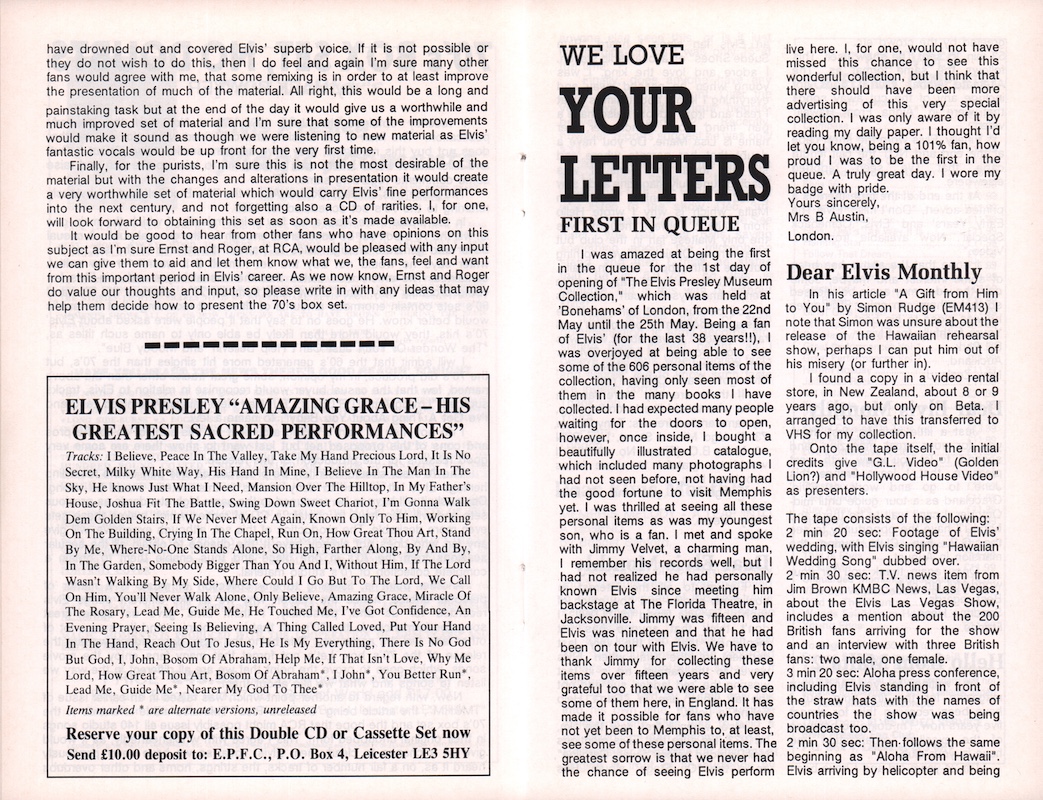 have drowned out and covered Elvis' superb voice. If it is not possible or
they do not wish to do this, then I do feel and again I'm sure many other
fans would agree with me, that some remixing is in order to at least improve
the presentation of much of the material. All right, this would be a long and
painstaking task but at the end of the day it would give us a worthwhile and
much improved set of material and I'm sure that some of the improvements
would make it sound as though we were listening to new material as Elvis'
fantastic vocals would be up front for the very first time.
Finally, for the purists, I'm sure this is not the most desirable of the
material but with the changes and alterations in presentation it would create
a very worthwhile set of material which would carry Elvis' fine performances
into the next century, and not forgetting also a CD of rarities. I, for one,
will look forward to obtaining this set as soon as it's made available.
It would be good to hear from other fans who have opinions on this
subject as I'm sure Ernst and Roger, at RCA, would be pleased with any input
we can give them to aid and let them know what we, the fans, feel and want
from this important period in Elvis' career. As we now know, Ernst and Roger
do value our thoughts and input, so please write in with any ideas that may
help them decide how to present the 70's box set.
ELVIS PRESLEY “AMAZING GRACE – HIS
GREATEST SACRED PERFORMANCES”
Tracks: I Believe, Peace In The Valley, Take My Hand Precious Lord, It Is No
Secret, Milky White Way, His Hand In Mine, I Believe In The Man In The
Sky, He knows Just What I Need, Mansion Over The Hilltop, In My Father's
House, Joshua Fit The Battle, Swing Down Sweet Chariot, I'm Gonna Walk
Dem Golden Stairs, If We Never Meet Again, Known Only To Him, Working
On The Building, Crying In The Chapel, Run On, How Great Thou Art, Stand
By Me, Where-No-One Stands Alone, So High, Farther Along, By And By,
In The Garden, Somebody Bigger Than You And I, Without Him, If The Lord
Wasn't Walking By My Side, Where Could I Go But To The Lord, We Call
On Him, You'll Never Walk Alone, Only Believe, Amazing Grace, Miracle Of
The Rosary, Lead Me, Guide Me, He Touched Me, I've Got Confidence, An
Evening Prayer, Seeing Is Believing, A Thing Called Loved, Put Your Hand
In The Hand, Reach Out To Jesus, He Is My Everything, There Is No God
But God, I, John, Bosom Of Abraham, Help Me, If That Isn't Love, Why Me
Lord, How Great Thou Art, Bosom Of Abraham*, I John*, You Better Run*,
Lead Me, Guide Me*, Nearer My God To Thee*
Items marked * are alternate versions, unreleased
Reserve your copy of this Double CD or Cassette Set now
Send £10.00 deposit to: E.P.F.C., P.O. Box 4, Leicester LE3 5HY
WE LOVE
YOUR
LETTERS
FIRST IN QUEUE
I was amazed at being the first
in the queue for the 1st day of
opening of "The Elvis Presley Museum
Collection," which was held at
'Bonehams' of London, from the 22nd
May until the 25th May. Being a fan
of Elvis' (for the last 38 years!!), I
was overjoyed at being able to see
some of the 606 personal items of the
collection, having only seen most of
them in the many books I have
collected. I had expected many people
waiting for the doors to open,
however, once inside, I bought a
beautifully illustrated catalogue,
which included many photographs I
had not seen before, not having had
the good fortune to visit Memphis
yet. I was thrilled at seeing all these
personal items as was my youngest
son, who is a fan. I met and spoke
with Jimmy Velvet, a charming man,
I remember his records well, but I
had not realized he had personally
known Elvis since meeting him
backstage at The Florida Theatre, in
Jacksonville. Jimmy was fifteen and
Elvis was nineteen and that he had
been on tour with Elvis. We have to
thank Jimmy for collecting these
items over fifteen years and very
grateful too that we were able to see
some of them here, in England. It has
made it possible for fans who have
not yet been to Memphis to, at least,
see some of these personal items. The
greatest sorrow is that we never had
the chance of seeing Elvis perform
live here. I, for one, would not have
missed this chance to see this
wonderful collection, but I think that
there should have been more
advertising of this very special
collection. I was only aware of it by
reading my daily paper. I thought I'd
let you know, being a 101% fan, how
proud I was to be the first in the
queue. A truly great day. I wore my
badge with pride.
Yours sincerely,
Mrs B Austin,
London.
Dear Elvis Monthly
In his article "A Gift from Him
to You" by Simon Rudge (EM413) I
note that Simon was unsure about the
release of the Hawaiian rehearsal
show, perhaps I can put him out of
his misery (or further in).
I found a copy in a video rental
store, in New Zealand, about 8 or 9
years ago, but only on Beta. I
arranged to have this transferred to
VHS for my collection.
Onto the tape itself, the initial
credits give "G.L. Video" (Golden
Lion?) and "Hollywood House Video"
as presenters.
The tape consists of the following:
2 min 20 sec: Footage of Elvis'
wedding, with Elvis singing "Hawaiian
Wedding Song" dubbed over.
2 min 30 sec: T.V. news item from
Jim Brown KMBC News, Las Vegas,
about the Elvis Las Vegas Show,
includes a mention about the 200
British fans arriving for the show
and an interview with three British
fans: two male, one female.
3 min 20 sec: Aloha press conference,
including Elvis standing in front of
the straw hats with the names of
countries the show was being
broadcast too.
2 min 30 sec: Then follows the same
beginning as "Aloha From Hawaii".
Elvis arriving by helicopter and being